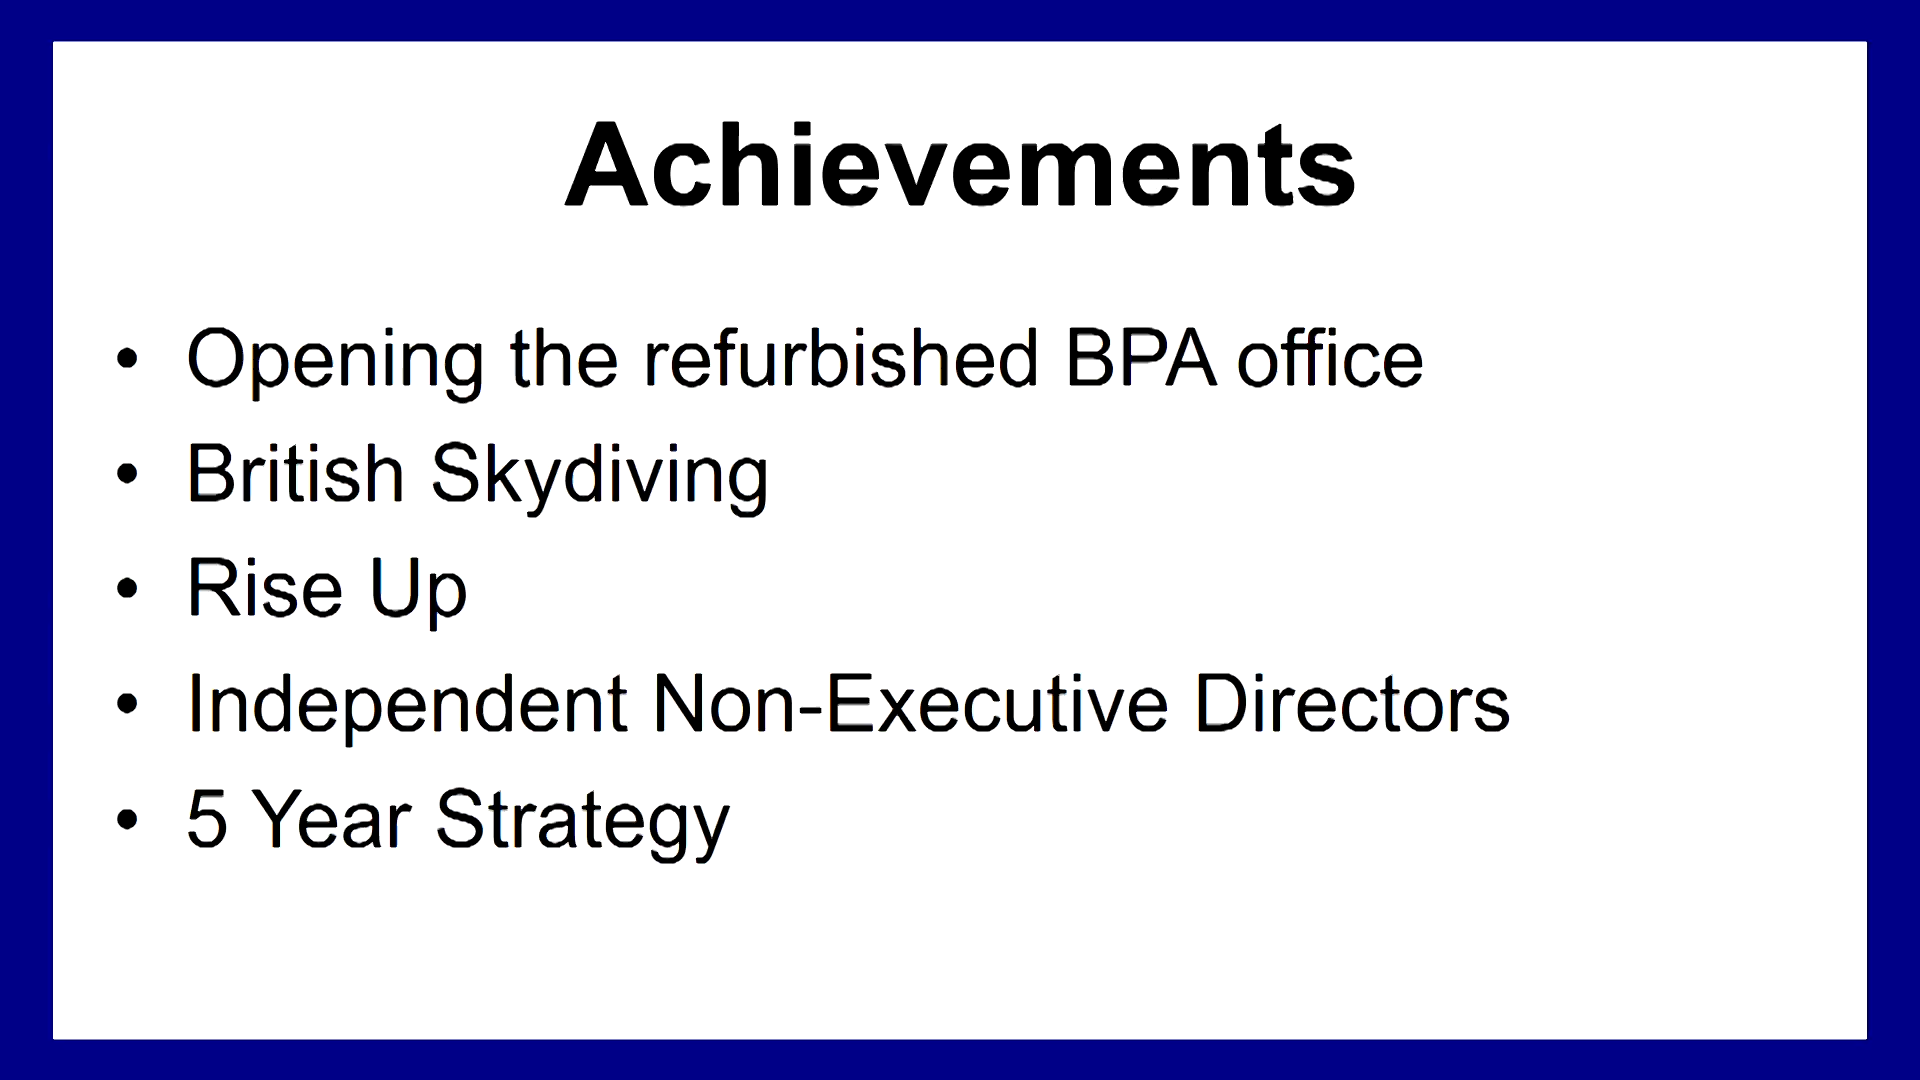 Achievements
• Opening the refurbished BPA office
• British Skydiving
• Rise Up
• Independent Non-Executive Directors
• 5 Year Strategy